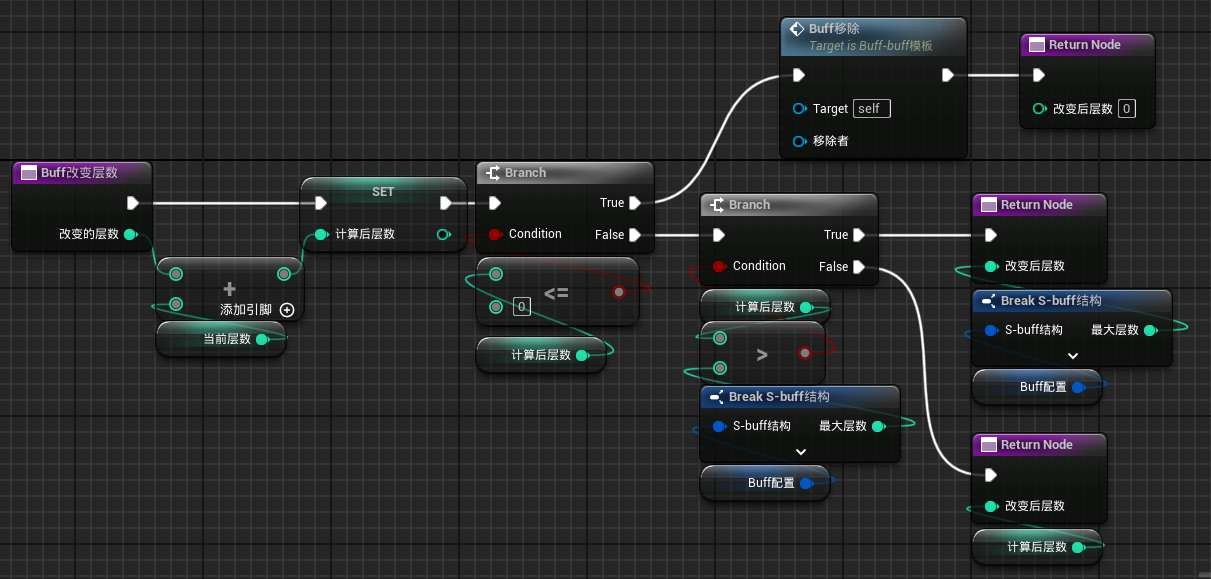 Buff移除
Target is Buff-buff模板
Target self
移除者
Return Node
改变后层数 0
Buff改变层数
改变的层数
添加引脚
当前层数
SET
计算后层数
Branch
True
Condition
False
<=
0
计算后层数
Branch
True
Condition
False
计算后层数
>
Break S-buff结构
S-buff结构 最大层数
Buff配置
Return Node
改变后层数
Break S-buff结构
S-buff结构 最大层数
Buff配置
Return Node
改变后层数
计算后层数